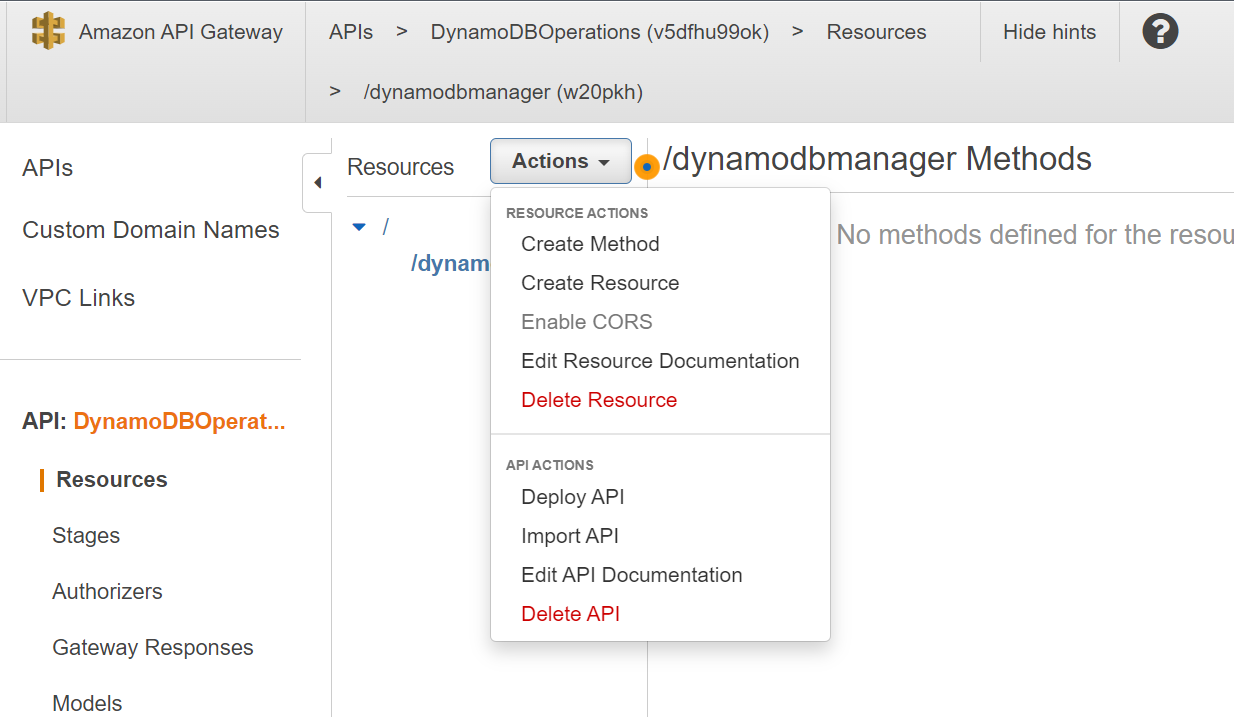 Amazon API Gateway
APIs > DynamoDBOperations (v5dfhu99ok) > Resources
> /dynamodbmanager (w20pkh)
Hide hints
?
APIs
Custom Domain Names
VPC Links
API: DynamoDBOperat...
Resources
Stages
Authorizers
Gateway Responses
Models
Resources
Actions
/
/dynam
RESOURCE ACTIONS
Create Method
Create Resource
Enable CORS
Edit Resource Documentation
Delete Resource
API ACTIONS
Deploy API
Import API
Edit API Documentation
Delete API
/dynamodbmanager Methods
No methods defined for the resou